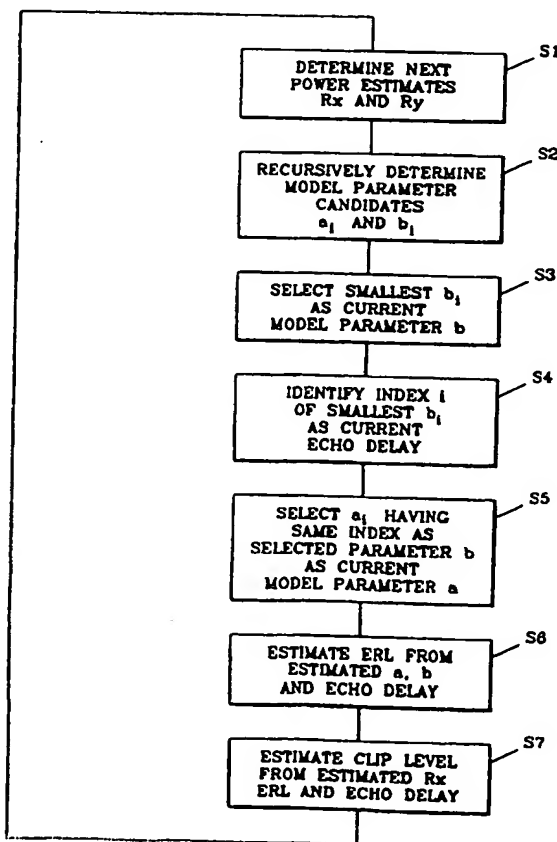 S1
DETERMINE NEXT
POWER ESTIMATES
Rx AND Ry
S2
RECURSIVELY DETERMINE
MODEL PARAMETER
CANDIDATES
ai AND bi
S3
SELECT SMALLEST bi
AS CURRENT
MODEL PARAMETER b
S4
IDENTIFY INDEX i
OF SMALLEST bi
AS CURRENT
ECHO DELAY
S5
SELECT ai HAVING
SAME INDEX AS
SELECTED PARAMETER b
AS CURRENT
MODEL PARAMETER a
S6
ESTIMATE ERL FROM
ESTIMATED a, b
AND ECHO DELAY
S7
ESTIMATE CLIP LEVEL
FROM ESTIMATED Rx
ERL AND ECHO DELAY